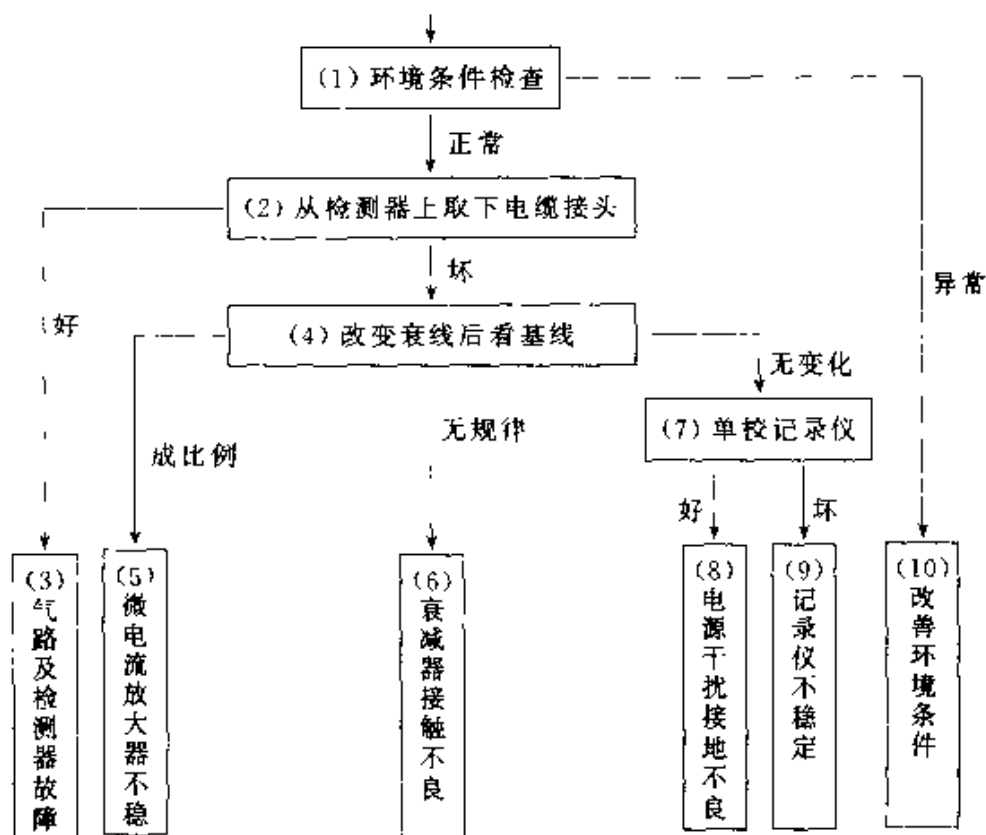 (1)环境条件检查
正常
(2)从检测器上取下电缆接头
坏
异常
好
(4)改变衰线后看基线
无变化
无规律
(7)单校记录仪
成比例
好
坏
(3)气路及检测器故障
(5)微电流放大器不稳
(6)衰减器接触不良
(8)电源干扰接地不良
(9)记录仪不稳定
(10)改善环境条件